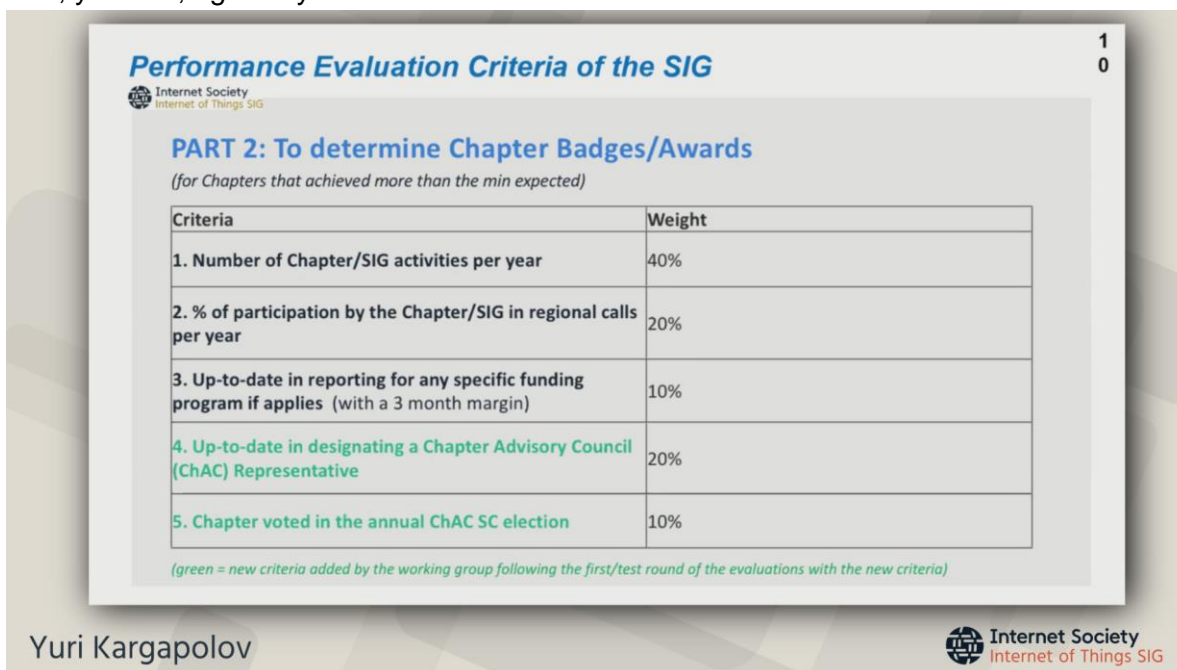 Performance Evaluation Criteria of the SIG
1
0
Internet Society
Internet of Things SIG
PART 2: To determine Chapter Badges/Awards
(for Chapters that achieved more than the min expected)
Criteria Weight
1. Number of Chapter/SIG activities per year 40%
2. % of participation by the Chapter/SIG in regional calls
per year
20%
3. Up-to-date in reporting for any specific funding
program if applies (with a 3 month margin)
10%
4. Up-to-date in designating a Chapter Advisory Council
(ChAC) Representative
20%
5. Chapter voted in the annual ChAC SC election 10%
(green = new criteria added by the working group following the first/test round of the evaluations with the new criteria)
Yuri Kargapolov
Internet Society
Internet of Things SIG